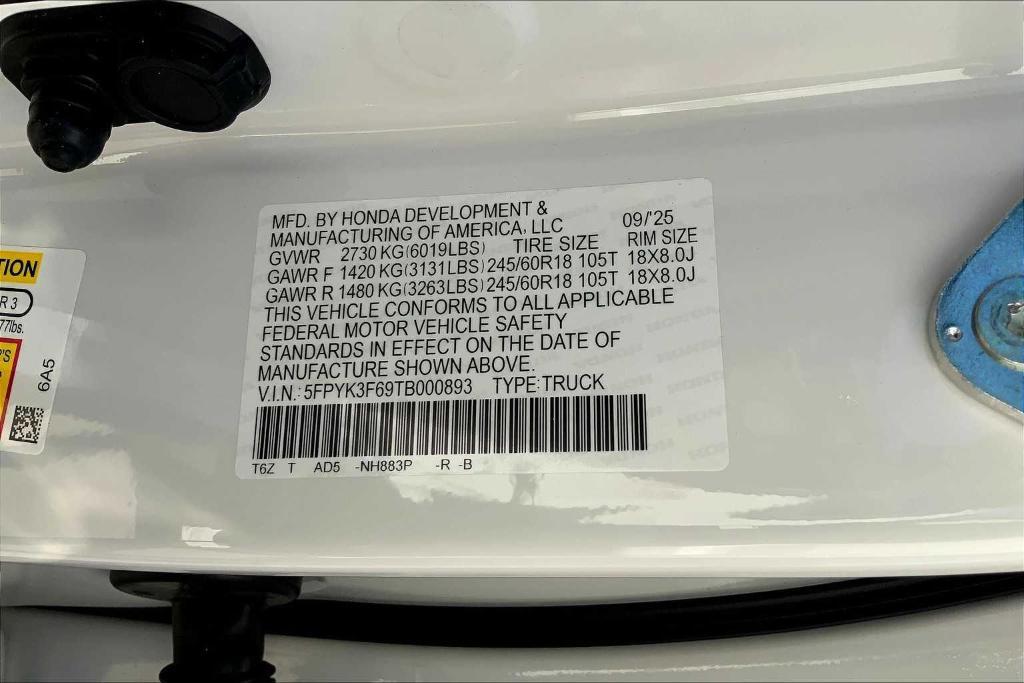 MFD. BY HONDA DEVELOPMENT &
MANUFACTURING OF AMERICA, LLC 09/'25
GVWR 2730 KG(6019LBS) TIRE SIZE RIM SIZE
GAWR F 1420 KG(3131LBS) 245/60R18 105T 18X8.0J
GAWR R 1480 KG(3263LBS) 245/60R18 105T 18X8.0J
THIS VEHICLE CONFORMS TO ALL APPLICABLE
FEDERAL MOTOR VEHICLE SAFETY
STANDARDS IN EFFECT ON THE DATE OF
MANUFACTURE SHOWN ABOVE.
V.I.N.: 5FPYK3F69TB000893 TYPE:TRUCK
T6Z T AD5 -NH883P -R -B
TION
R 3
77lbs.
'S
6A5